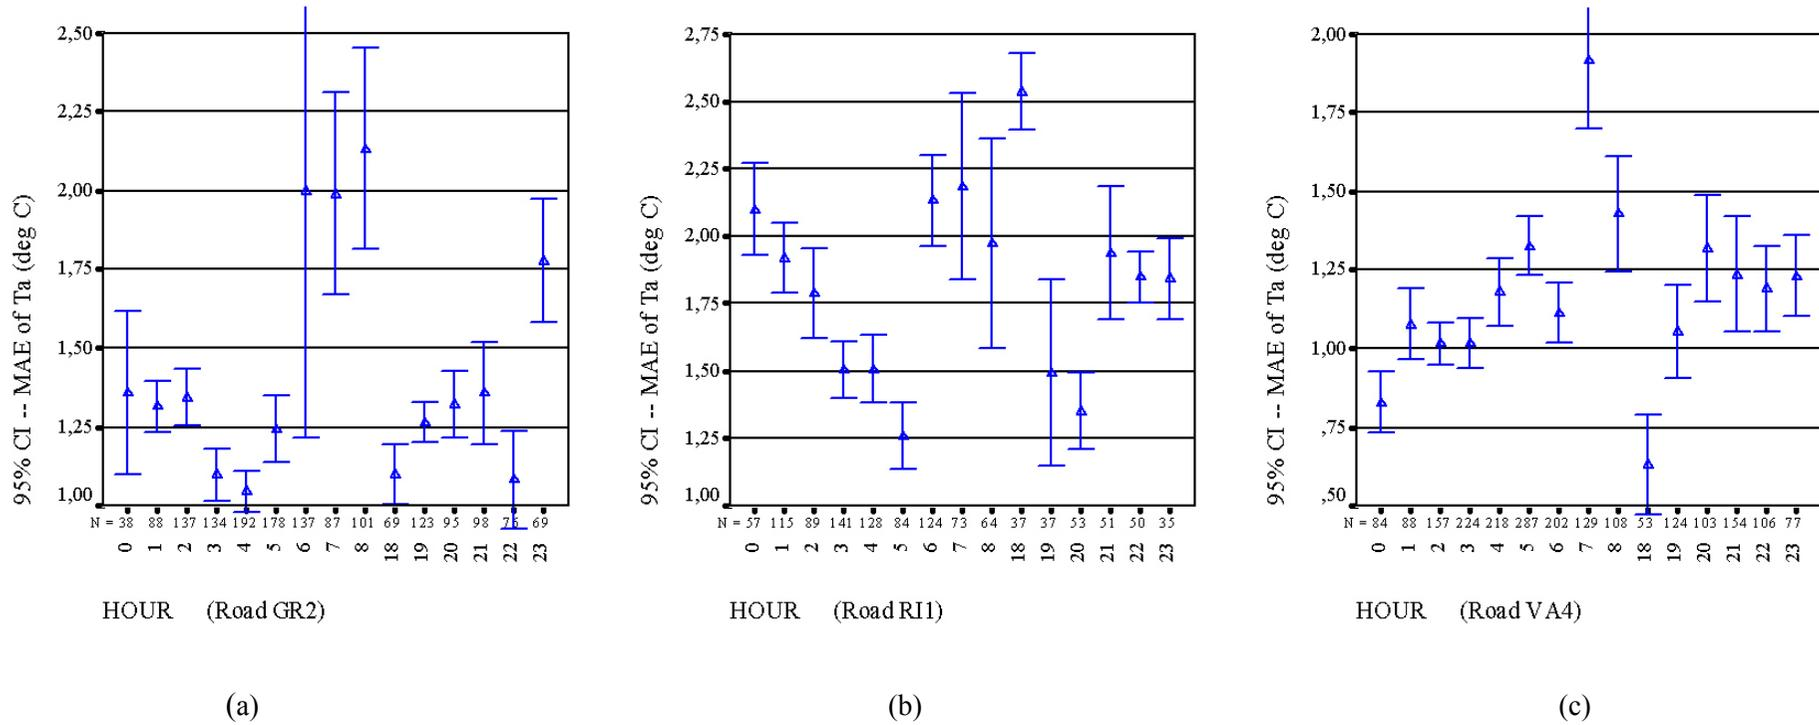 95% CI -- MAE of Ta (deg C)
2,50
2,25
2,00
1,75
1,50
1,25
1,00
N = 38 88 137 134 192 178 137 87 101 69 123 95 98 76 69
0 1 2 3 4 5 6 7 8 18 19 20 21 22 23
HOUR (Road GR2)
(a)
95% CI -- MAE of Ta (deg C)
2,75
2,50
2,25
2,00
1,75
1,50
1,25
1,00
N = 57 115 89 141 128 84 124 73 64 37 37 53 51 50 35
0 1 2 3 4 5 6 7 8 18 19 20 21 22 23
HOUR (Road RI1)
(b)
95% CI -- MAE of Ta (deg C)
2,00
1,75
1,50
1,25
1,00
,75
,50
N = 84 88 157 224 218 287 202 129 108 53 124 103 154 106 77
0 1 2 3 4 5 6 7 8 18 19 20 21 22 23
HOUR (Road VA4)
(c)